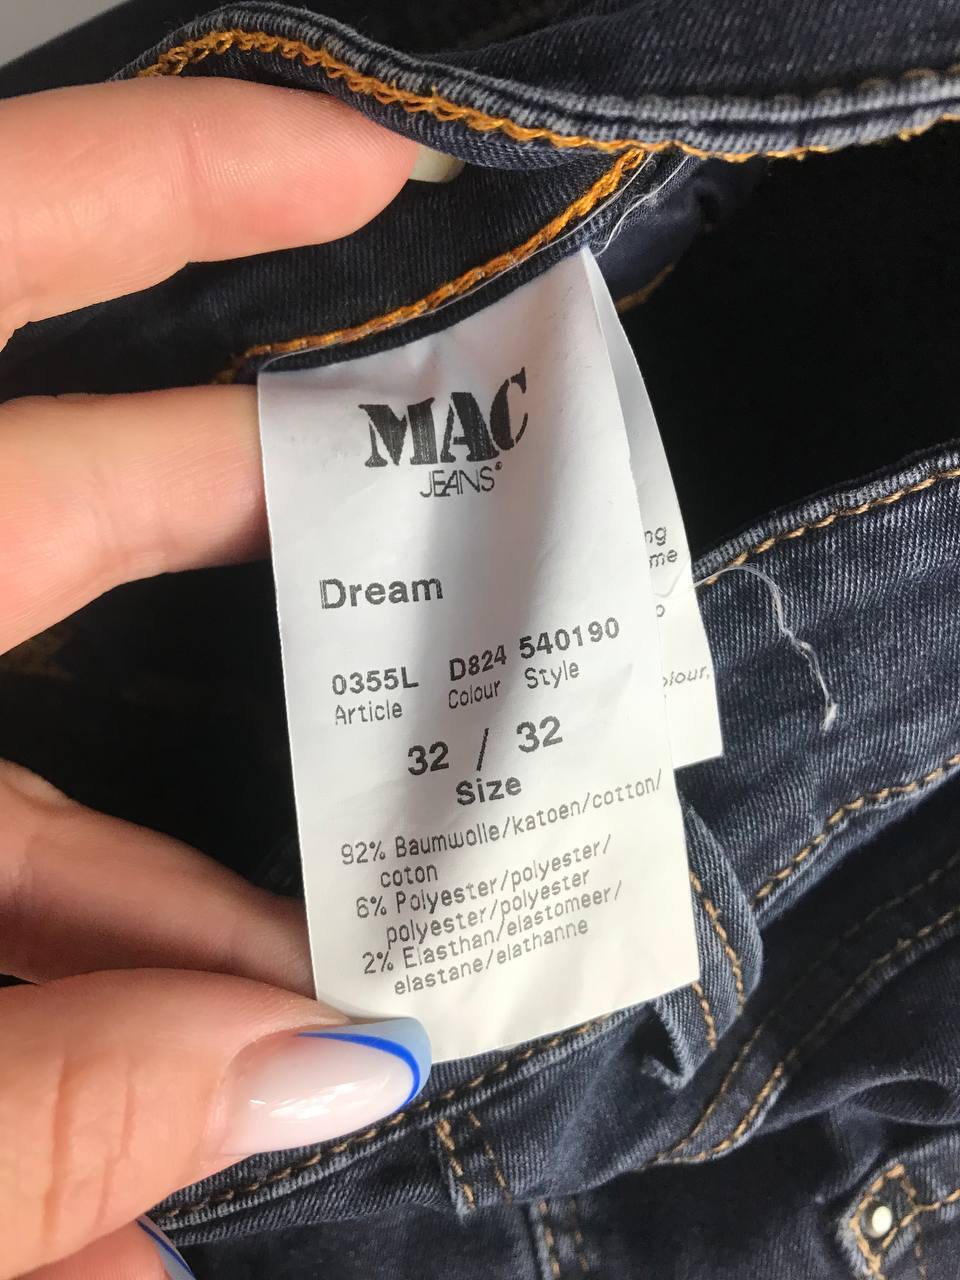 MAC
JEANS®
Dream
0355L D824 540190
Article Colour Style
32 / 32
Size
92% Baumwolle/katoen/cotton/
coton
6% Polyester/polyester/
polyester/polyester
2% Elasthan/elastomeer/
elastane/elathanne